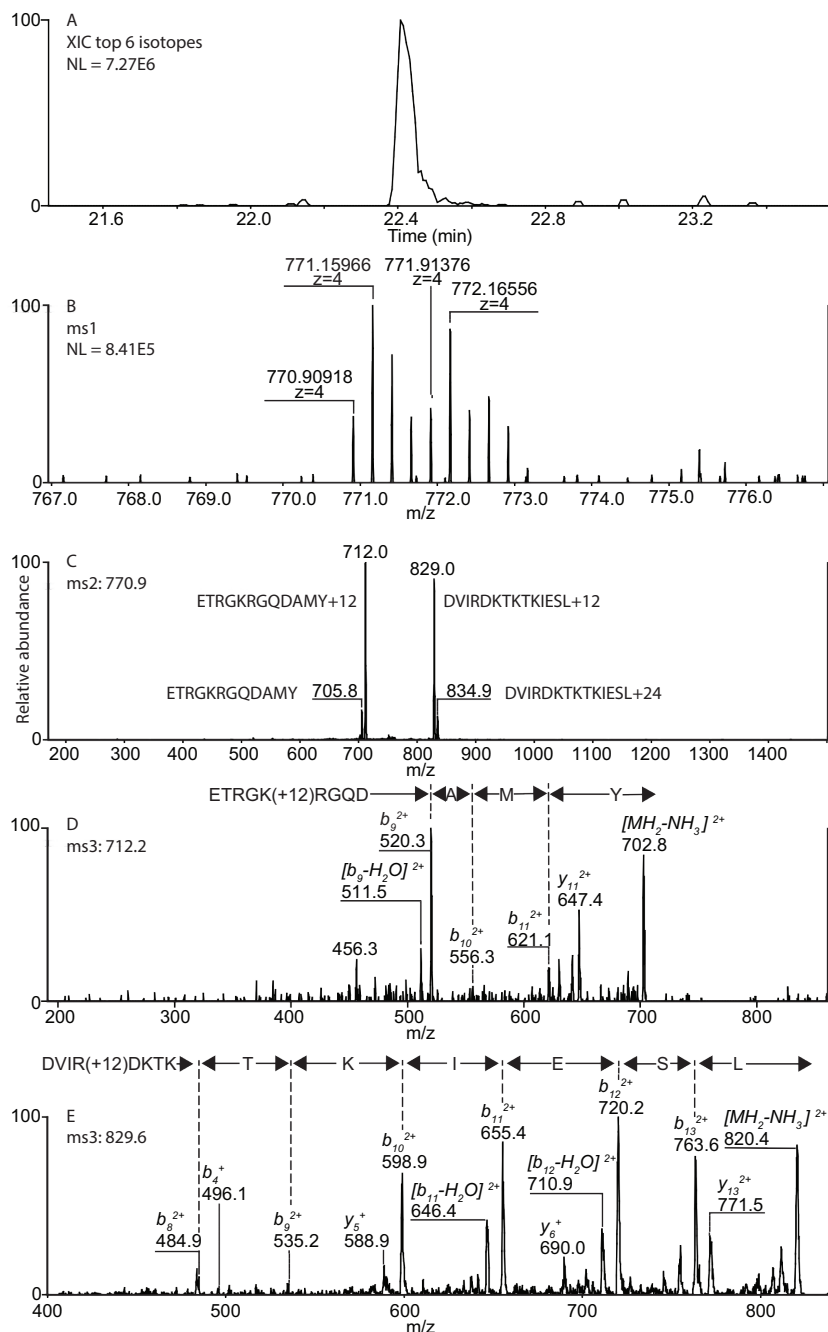 100
A
XIC top 6 isotopes
NL = 7.27E6
0
21.6 22.0 22.4 22.8 23.2
Time (min)
771.15966
z=4
771.91376
z=4
772.16556
z=4
100
B
ms1
NL = 8.41E5
770.90918
z=4
0
767.0 768.0 769.0 770.0 771.0 772.0 773.0 774.0 775.0 776.0
m/z
Relative abundance
100
C
ms2: 770.9
712.0
829.0
ETRGKRGQDAMY+12
DVIRDKTKTKIESL+12
ETRGKRGQDAMY
705.8
834.9
DVIRDKTKTKIESL+24
0
200 300 400 500 600 700 800 900 1000 1100 1200 1300 1400
m/z
ETRGK(+12)RGQD A M Y
100
D
ms3: 712.2
b9 2+
520.3
[b9-H2O] 2+
511.5
456.3
b10 2+
556.3
b11 2+
621.1
y11 2+
647.4
[MH2-NH3] 2+
702.8
0
200 300 400 500 600 700 800
m/z
DVIR(+12)DKTK T K I E S L
100
E
ms3: 829.6
b8 2+
484.9
b4 +
496.1
b9 2+
535.2
y5 +
588.9
b10 2+
598.9
[b11-H2O] 2+
646.4
b11 2+
655.4
y6 +
690.0
[b12-H2O] 2+
710.9
b12 2+
720.2
b13 2+
763.6
y13 2+
771.5
[MH2-NH3] 2+
820.4
0
400 500 600 700 800
m/z